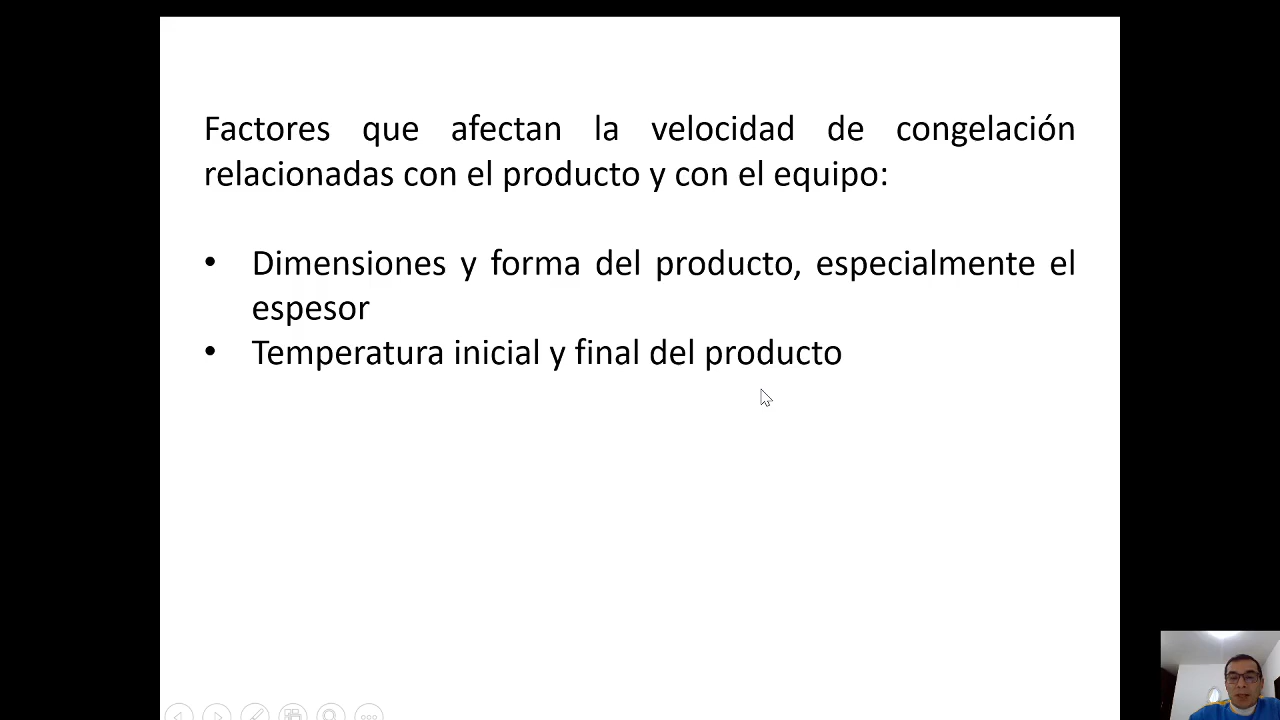 Factores que afectan la velocidad de congelación
relacionadas con el producto y con el equipo:
• Dimensiones y forma del producto, especialmente el
espesor
• Temperatura inicial y final del producto